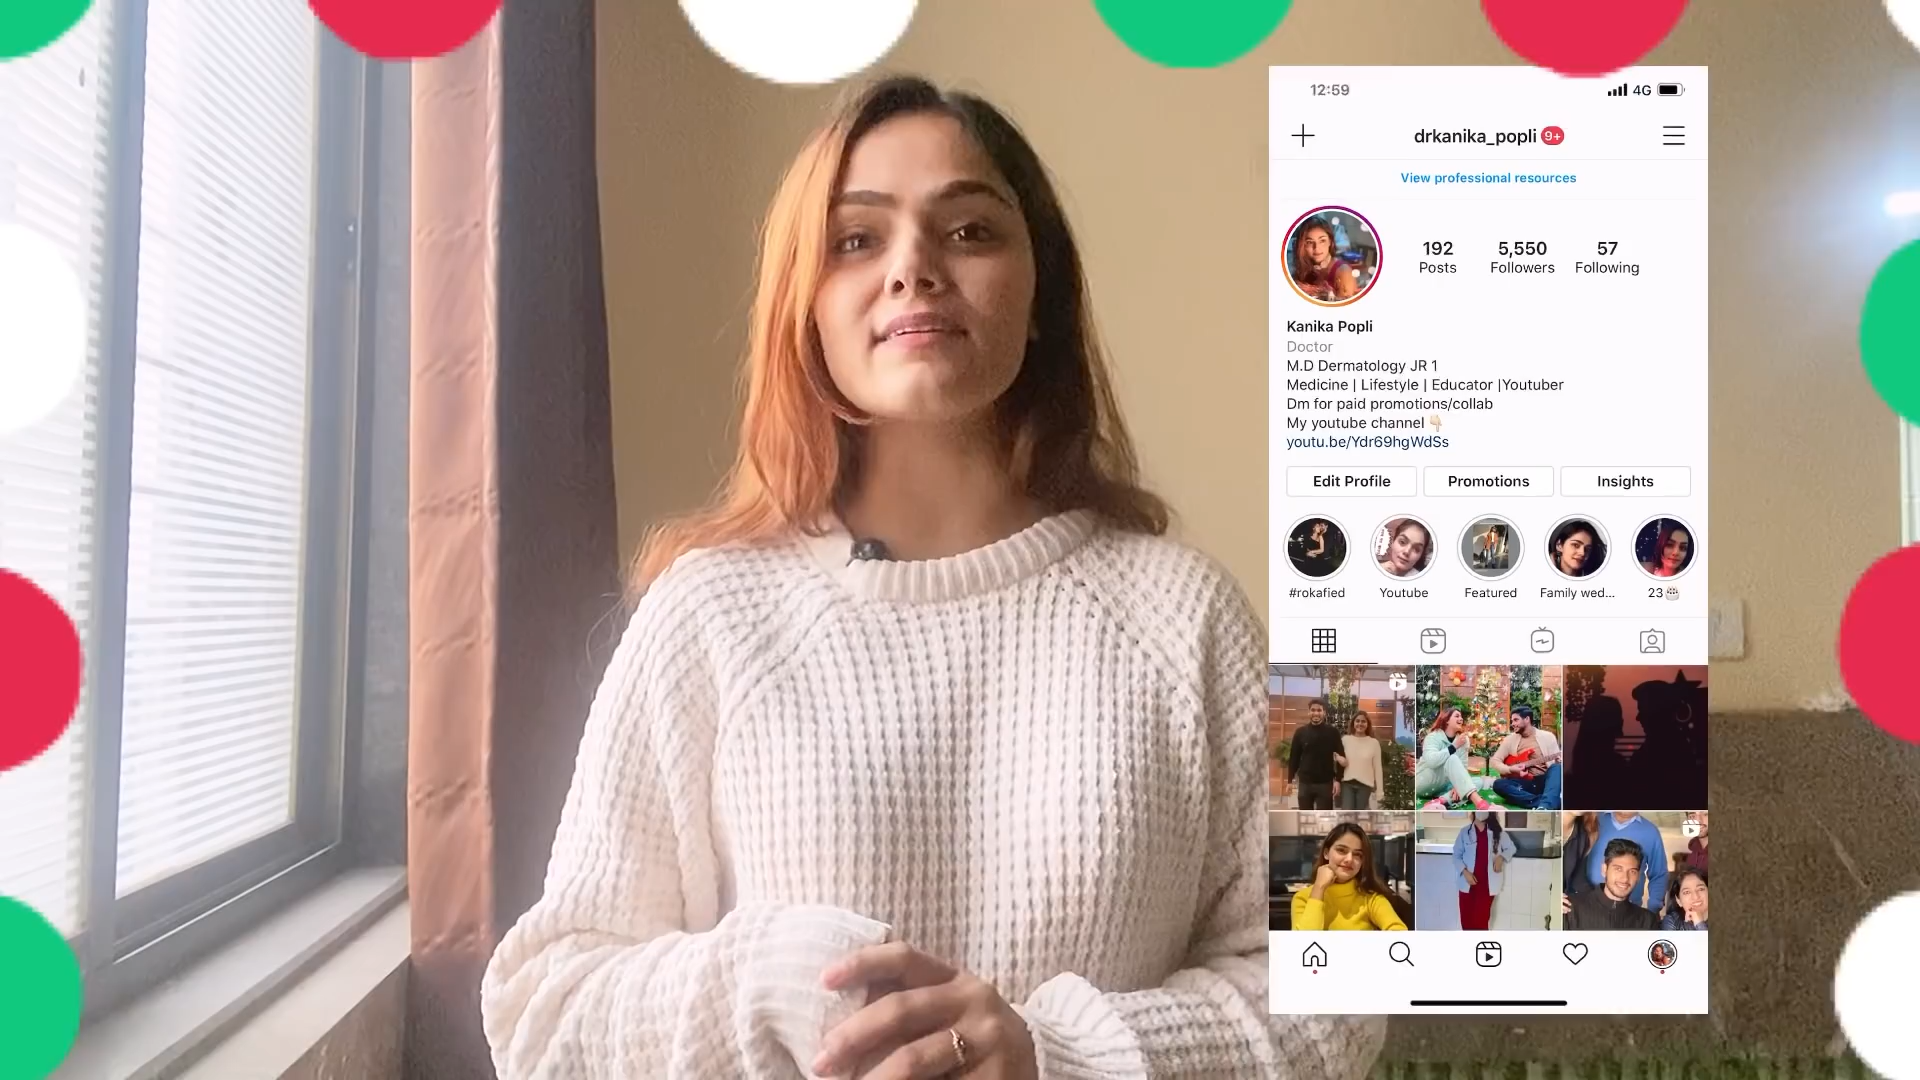 12:59
4G
drkanika_popli 9+
View professional resources
192 5,550 57
Posts Followers Following
Kanika Popli
Doctor
M.D Dermatology JR 1
Medicine | Lifestyle | Educator |Youtuber
Dm for paid promotions/collab
My youtube channel 👇🏻
youtu.be/Ydr69hgWdSs
Edit Profile Promotions Insights
#rokafied Youtube Featured Family wed... 23🎂